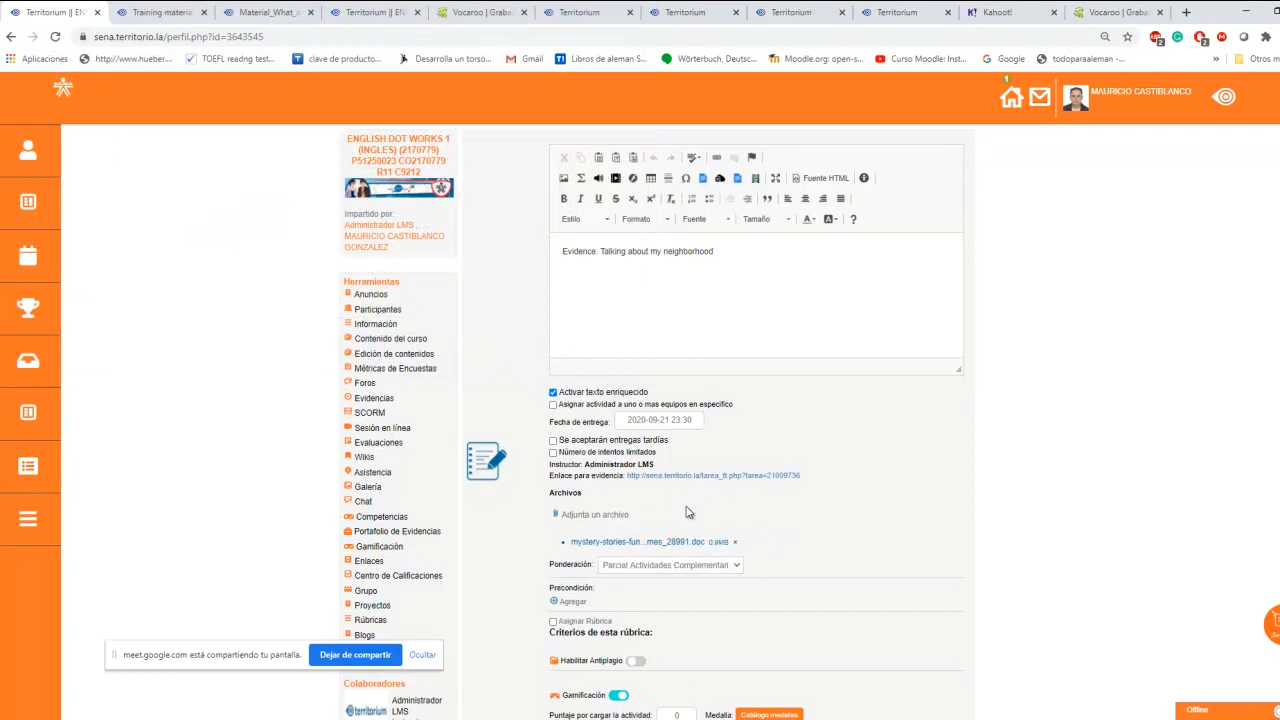 Territorium || EN
Training materia
Material_What_a
Territorium || EN
Vocaroo | Graba
Territorium
Territorium
Territorium
Territorium
Kahoot!
Vocaroo | Graba
sena.territorio.la/perfil.php?id=3643545
Aplicaciones
http://www.hueber....
TOEFL readng test...
clave de producto...
Desarrolla un torso...
Gmail
Libros de aleman S...
Wörterbuch, Deutsc...
Moodle.org: open-s...
Curso Moodle: Inst...
Google
todoparaaleman -...
Otros m
1
MAURICIO CASTIBLANCO
ENGLISH DOT WORKS 1
(INGLES) (2170779)
P51250023 CO2170779
R11 C9212
Impartido por:
Administrador LMS , ,
MAURICIO CASTIBLANCO
GONZALEZ
Herramientas
Anuncios
Participantes
Información
Contenido del curso
Edición de contenidos
Métricas de Encuestas
Foros
Evidencias
SCORM
Sesión en línea
Evaluaciones
Wikis
Asistencia
Galería
Chat
Competencias
Portafolio de Evidencias
Gamificación
Enlaces
Centro de Calificaciones
Grupo
Proyectos
Rúbricas
Blogs
Colaboradores
Administrador
LMS
territorium
Fuente HTML
Estilo
Formato
Fuente
Tamaño
Evidence: Talking about my neighborhood
Activar texto enriquecido
Asignar actividad a uno o mas equipos en especifico
Fecha de entrega: 2020-09-21 23:30
Se aceptarán entregas tardías
Número de intentos limitados
Instructor: Administrador LMS
Enlace para evidencia: http://sena.territorio.la/tarea_tt.php?tarea=21009736
Archivos
Adjunta un archivo
mystery-stories-fun...mes_28991.doc 0.9MB ×
Ponderación: Parcial Actividades Complementari
Precondición:
Agregar
Asignar Rúbrica
Criterios de esta rúbrica:
Habilitar Antiplagio
Gamificación
Puntaje por cargar la actividad: 0 Medalla: Catálogo medallas
meet.google.com está compartiendo tu pantalla.
Dejar de compartir
Ocultar
Offline